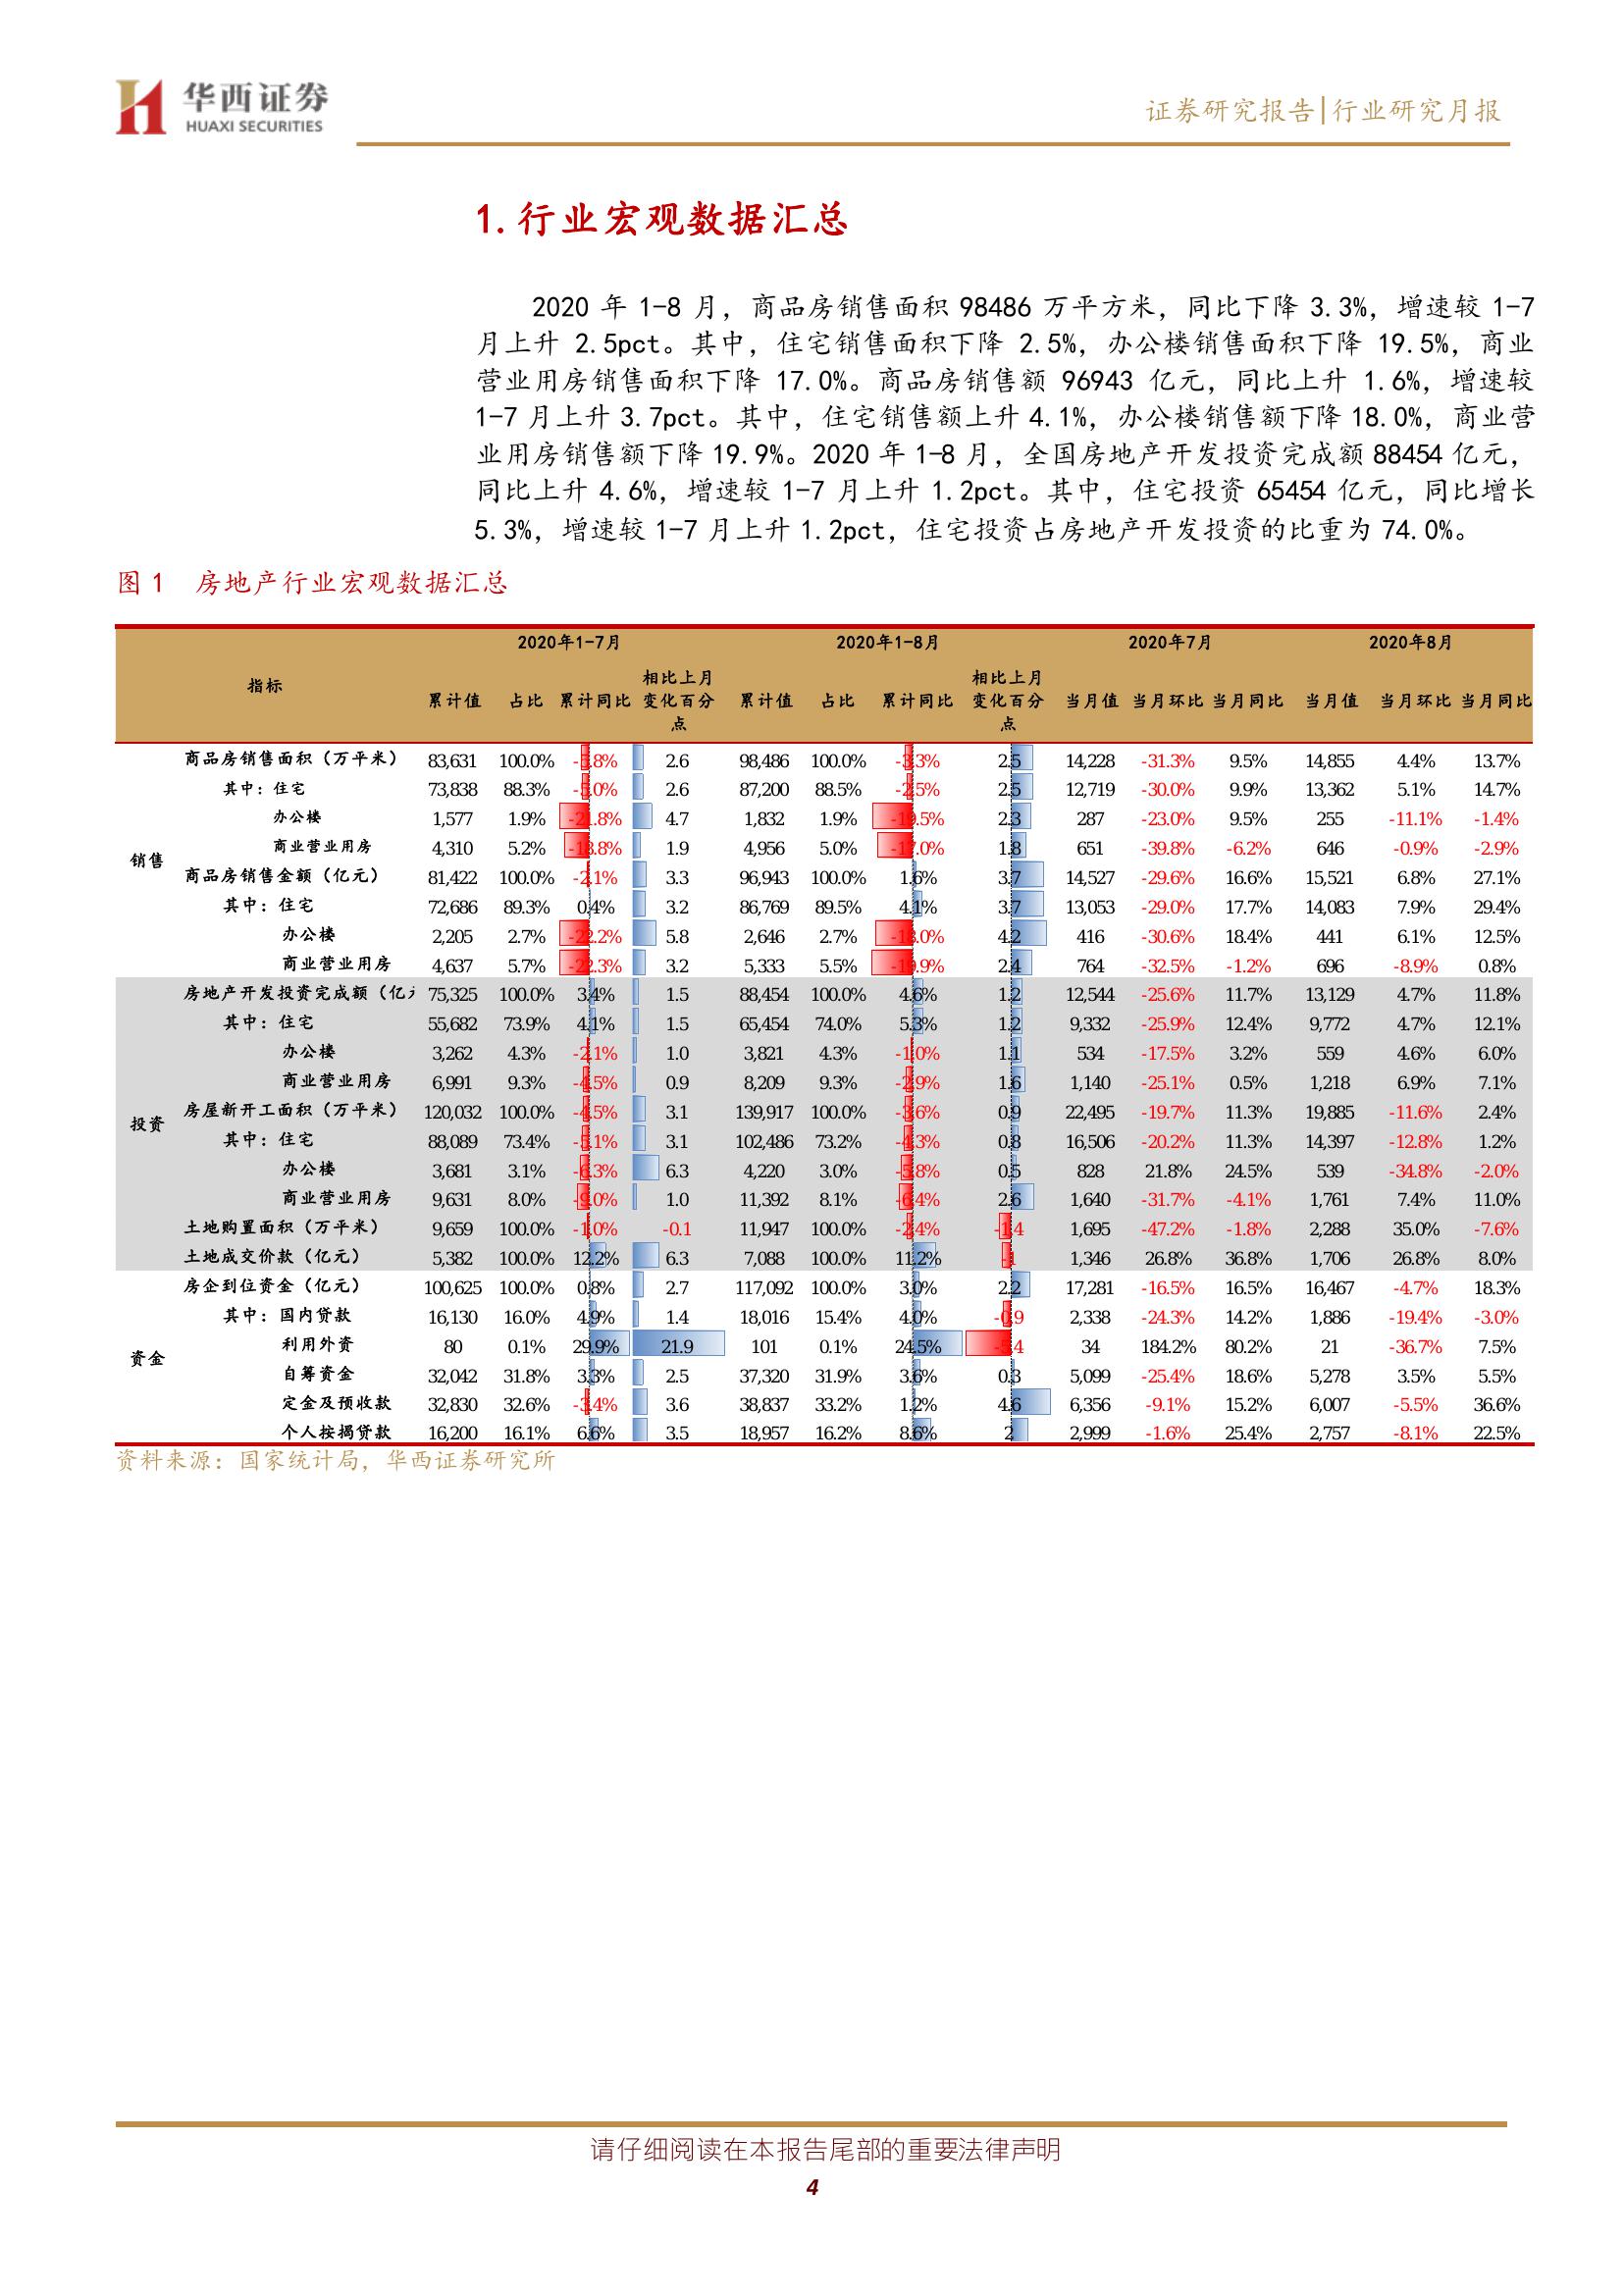 华西证券
HUAXI SECURITIES
证券研究报告|行业研究月报
1.行业宏观数据汇总
2020 年 1-8 月，商品房销售面积 98486 万平方米，同比下降 3.3%，增速较 1-7
月上升 2.5pct。其中，住宅销售面积下降 2.5%，办公楼销售面积下降 19.5%，商业
营业用房销售面积下降 17.0%。商品房销售额 96943 亿元，同比上升 1.6%，增速较
1-7 月上升 3.7pct。其中，住宅销售额上升 4.1%，办公楼销售额下降 18.0%，商业营
业用房销售额下降 19.9%。2020 年 1-8 月，全国房地产开发投资完成额 88454 亿元，
同比上升 4.6%，增速较 1-7 月上升 1.2pct。其中，住宅投资 65454 亿元，同比增长
5.3%，增速较 1-7 月上升 1.2pct，住宅投资占房地产开发投资的比重为 74.0%。
图 1 房地产行业宏观数据汇总
指标 2020年1-7月 2020年1-8月 2020年7月 2020年8月
累计值 占比 累计同比 相比上月变化百分点 累计值 占比 累计同比 相比上月变化百分点 当月值 当月环比 当月同比 当月值 当月环比 当月同比
销售
商品房销售面积（万平米） 83,631 100.0% -5.8% 2.6 98,486 100.0% -3.3% 2.5 14,228 -31.3% 9.5% 14,855 4.4% 13.7%
其中：住宅 73,838 88.3% -5.0% 2.6 87,200 88.5% -2.5% 2.5 12,719 -30.0% 9.9% 13,362 5.1% 14.7%
办公楼 1,577 1.9% -21.8% 4.7 1,832 1.9% -19.5% 2.3 287 -23.0% 9.5% 255 -11.1% -1.4%
商业营业用房 4,310 5.2% -18.8% 1.9 4,956 5.0% -17.0% 1.8 651 -39.8% -6.2% 646 -0.9% -2.9%
商品房销售金额（亿元） 81,422 100.0% -2.1% 3.3 96,943 100.0% 1.6% 3.7 14,527 -29.6% 16.6% 15,521 6.8% 27.1%
其中：住宅 72,686 89.3% 0.4% 3.2 86,769 89.5% 4.1% 3.7 13,053 -29.0% 17.7% 14,083 7.9% 29.4%
办公楼 2,205 2.7% -22.2% 5.8 2,646 2.7% -18.0% 4.2 416 -30.6% 18.4% 441 6.1% 12.5%
商业营业用房 4,637 5.7% -22.3% 3.2 5,333 5.5% -19.9% 2.4 764 -32.5% -1.2% 696 -8.9% 0.8%
投资
房地产开发投资完成额（亿 75,325 100.0% 3.4% 1.5 88,454 100.0% 4.6% 1.2 12,544 -25.6% 11.7% 13,129 4.7% 11.8%
其中：住宅 55,682 73.9% 4.1% 1.5 65,454 74.0% 5.3% 1.2 9,332 -25.9% 12.4% 9,772 4.7% 12.1%
办公楼 3,262 4.3% -2.1% 1.0 3,821 4.3% -1.0% 1.1 534 -17.5% 3.2% 559 4.6% 6.0%
商业营业用房 6,991 9.3% -4.5% 0.9 8,209 9.3% -2.9% 1.6 1,140 -25.1% 0.5% 1,218 6.9% 7.1%
房屋新开工面积（万平米） 120,032 100.0% -4.5% 3.1 139,917 100.0% -3.6% 0.9 22,495 -19.7% 11.3% 19,885 -11.6% 2.4%
其中：住宅 88,089 73.4% -5.1% 3.1 102,486 73.2% -4.3% 0.8 16,506 -20.2% 11.3% 14,397 -12.8% 1.2%
办公楼 3,681 3.1% -6.3% 6.3 4,220 3.0% -5.8% 0.5 828 21.8% 24.5% 539 -34.8% -2.0%
商业营业用房 9,631 8.0% -9.0% 1.0 11,392 8.1% -6.4% 2.6 1,640 -31.7% -4.1% 1,761 7.4% 11.0%
土地购置面积（万平米） 9,659 100.0% -1.0% -0.1 11,947 100.0% -2.4% -1.4 1,695 -47.2% -1.8% 2,288 35.0% -7.6%
土地成交价款（亿元） 5,382 100.0% 12.2% 6.3 7,088 100.0% 11.2% -1 1,346 26.8% 36.8% 1,706 26.8% 8.0%
资金
房企到位资金（亿元） 100,625 100.0% 0.8% 2.7 117,092 100.0% 3.0% 2.2 17,281 -16.5% 16.5% 16,467 -4.7% 18.3%
其中：国内贷款 16,130 16.0% 4.9% 1.4 18,016 15.4% 4.0% -0.9 2,338 -24.3% 14.2% 1,886 -19.4% -3.0%
利用外资 80 0.1% 29.9% 21.9 101 0.1% 24.5% -5.4 34 184.2% 80.2% 21 -36.7% 7.5%
自筹资金 32,042 31.8% 3.3% 2.5 37,320 31.9% 3.6% 0.3 5,099 -25.4% 18.6% 5,278 3.5% 5.5%
定金及预收款 32,830 32.6% -3.4% 3.6 38,837 33.2% 1.2% 4.6 6,356 -9.1% 15.2% 6,007 -5.5% 36.6%
个人按揭贷款 16,200 16.1% 6.6% 3.5 18,957 16.2% 8.6% 2 2,999 -1.6% 25.4% 2,757 -8.1% 22.5%
资料来源：国家统计局，华西证券研究所
请仔细阅读在本报告尾部的重要法律声明
4